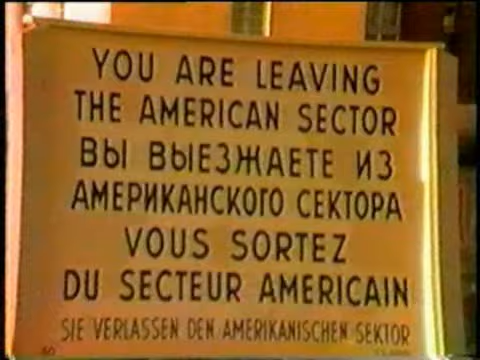 YOU ARE LEAVING
THE AMERICAN SECTOR
ВЫ ВЫЕЗЖАЕТЕ ИЗ
АМЕРИКАНСКОГО СЕКТОРА
VOUS SORTEZ
DU SECTEUR AMERICAIN
SIE VERLASSEN DEN AMERIKANISCHEN SEKTOR